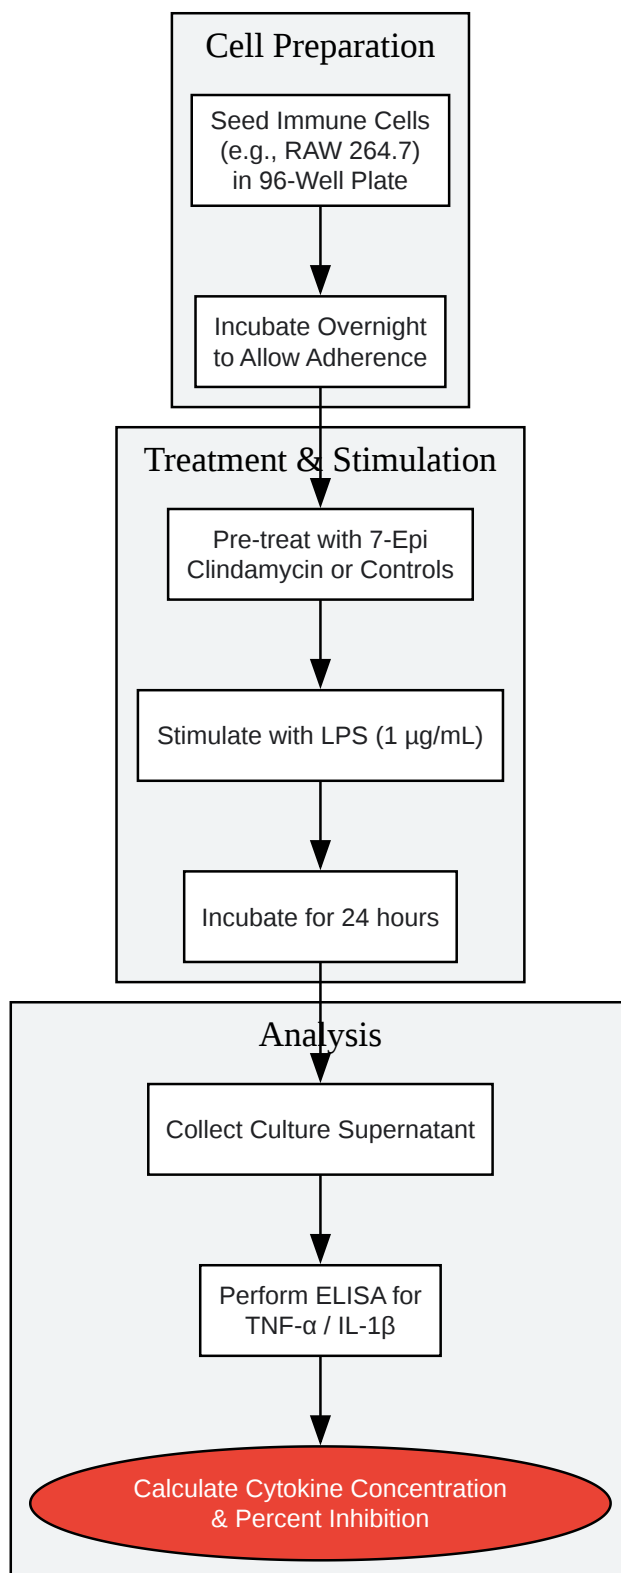 Cell Preparation
Seed Immune Cells
(e.g., RAW 264.7)
in 96-Well Plate
Incubate Overnight
to Allow Adherence
Treatment & Stimulation
Pre-treat with 7-Epi
Clindamycin or Controls
Stimulate with LPS (1 µg/mL)
Incubate for 24 hours
Analysis
Collect Culture Supernatant
Perform ELISA for
TNF-α / IL-1β
Calculate Cytokine Concentration
& Percent Inhibition